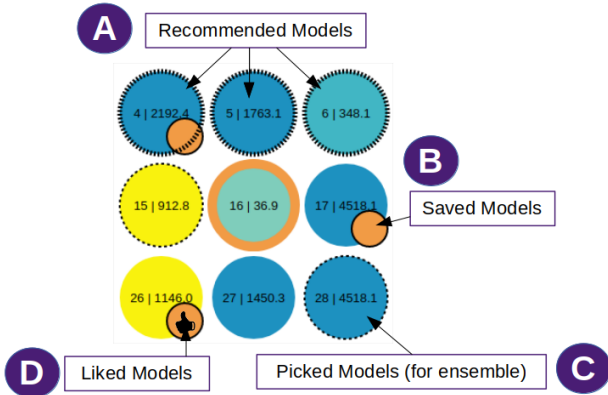 A
Recommended Models
4 | 2192.4
5 | 1763.1
6 | 348.1
B
15 | 912.8
16 | 36.9
17 | 4518.1
Saved Models
26 | 1146.0
27 | 1450.3
28 | 4518.1
D
Liked Models
Picked Models (for ensemble)
C